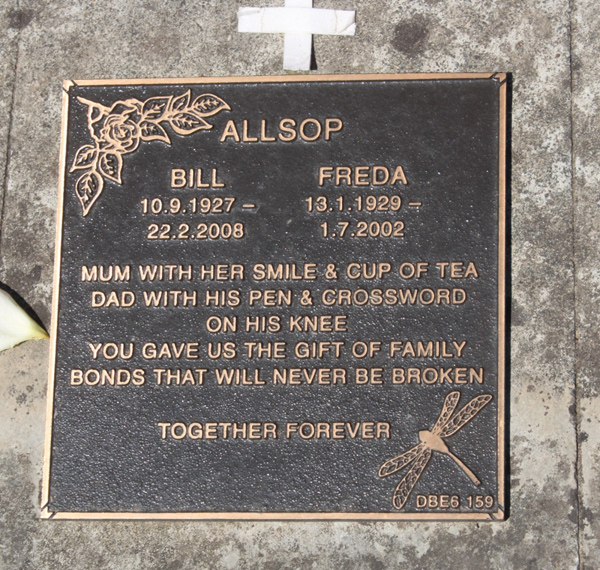 ALLSOP
BILL FREDA
10.9.1927 – 13.1.1929 –
22.2.2008 1.7.2002
MUM WITH HER SMILE & CUP OF TEA
DAD WITH HIS PEN & CROSSWORD
ON HIS KNEE
YOU GAVE US THE GIFT OF FAMILY
BONDS THAT WILL NEVER BE BROKEN
TOGETHER FOREVER
DBE6 159